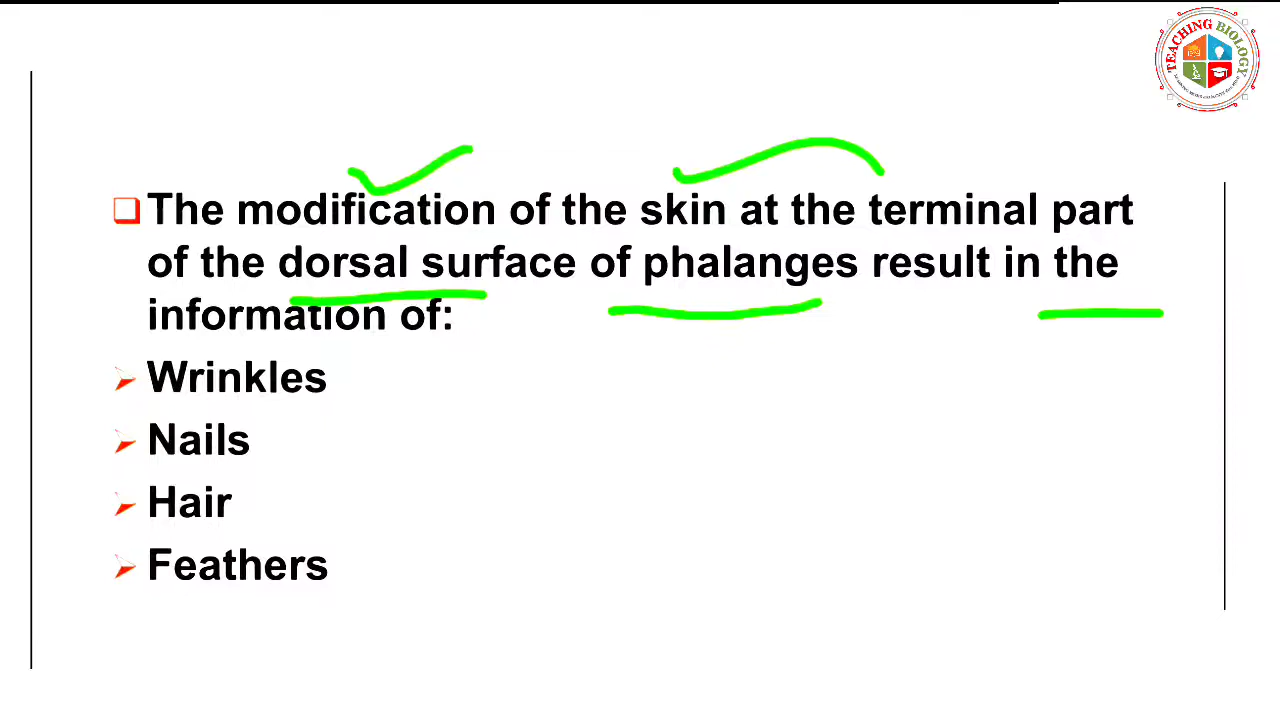 TEACHING BIOLOGY
The modification of the skin at the terminal part
of the dorsal surface of phalanges result in the
information of:
Wrinkles
Nails
Hair
Feathers